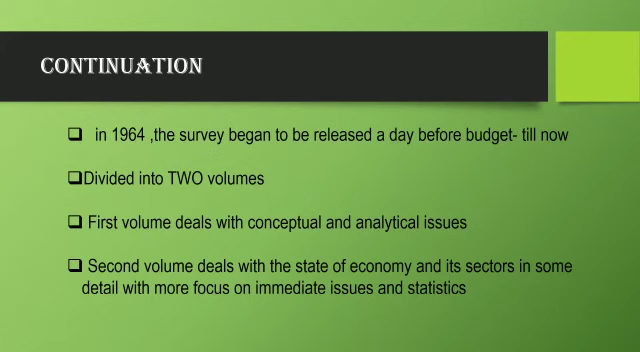 CONTINUATION
❑ in 1964 ,the survey began to be released a day before budget- till now
❑Divided into TWO volumes
❑ First volume deals with conceptual and analytical issues
❑ Second volume deals with the state of economy and its sectors in some
detail with more focus on immediate issues and statistics